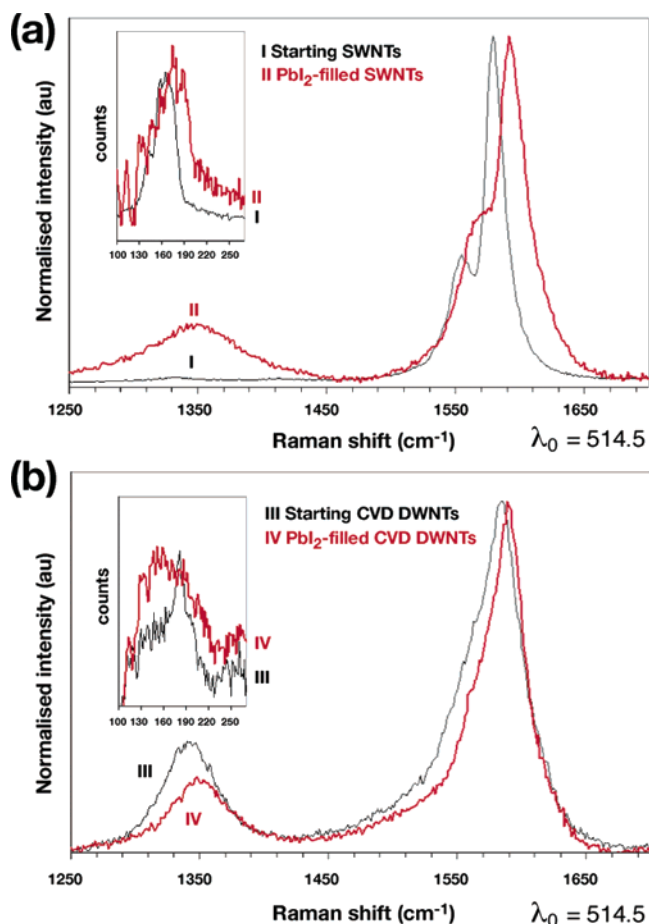 (a)
I Starting SWNTs
II PbI₂-filled SWNTs
counts
II
I
100 130 160 190 220 250
Normalised intensity (au)
II
I
1250 1350 1450 1550 1650
Raman shift (cm⁻¹)
λ₀ = 514.5
(b)
III Starting CVD DWNTs
IV PbI₂-filled CVD DWNTs
counts
IV
III
100 130 160 190 220 250
Normalised intensity (au)
III
IV
1250 1350 1450 1550 1650
Raman shift (cm⁻¹)
λ₀ = 514.5